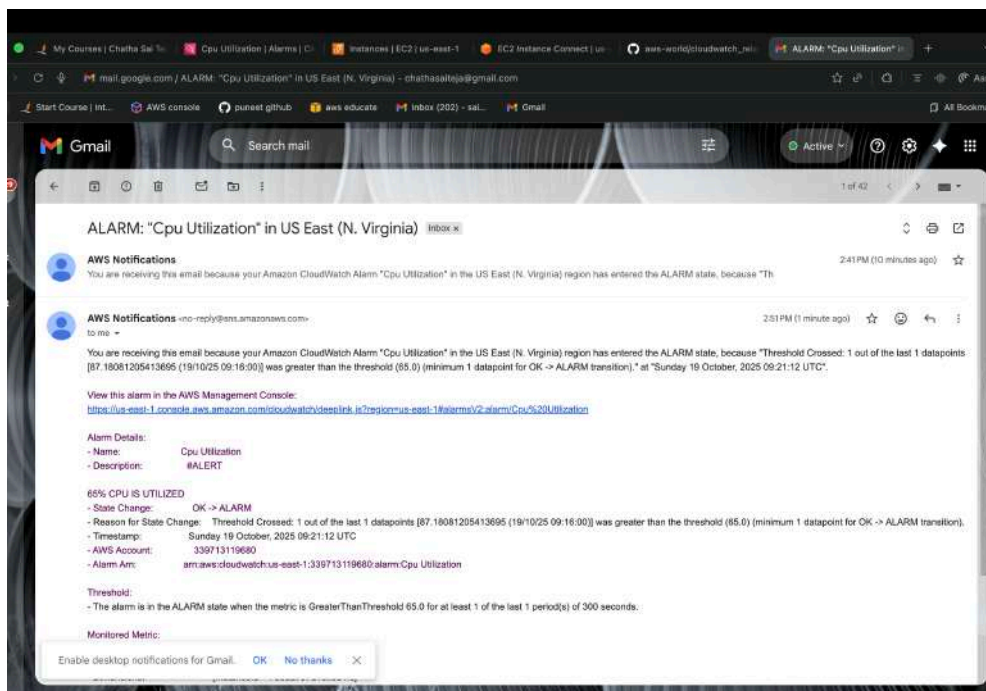 My Courses | Chatha Sai Te
Cpu Utilization | Alarms | Cl
Instances | EC2 | us-east-1
EC2 Instance Connect | us-
aws-world/cloudwatch_
ALARM: "Cpu Utilization" in
mail.google.com / ALARM: "Cpu Utilization" in US East (N. Virginia) - chathasaiteja@gmail.com
Start Course | Int...
AWS console
puneet github
aws educate
Inbox (202) - sai...
Gmail
All Bookma
Gmail
Search mail
Active
1 of 42
ALARM: "Cpu Utilization" in US East (N. Virginia)
Inbox x
AWS Notifications
2:41 PM (10 minutes ago)
You are receiving this email because your Amazon CloudWatch Alarm "Cpu Utilization" in the US East (N. Virginia) region has entered the ALARM state, because "Th
AWS Notifications <no-reply@sns.amazonaws.com>
2:51 PM (1 minute ago)
to me
You are receiving this email because your Amazon CloudWatch Alarm "Cpu Utilization" in the US East (N. Virginia) region has entered the ALARM state, because "Threshold Crossed: 1 out of the last 1 datapoints
[87.18081205413695 (19/10/25 09:16:00)] was greater than the threshold (65.0) (minimum 1 datapoint for OK -> ALARM transition)." at "Sunday 19 October, 2025 09:21:12 UTC".
View this alarm in the AWS Management Console:
https://us-east-1.console.aws.amazon.com/cloudwatch/deeplink.js?region=us-east-1#alarmsV2:alarm/Cpu%20Utilization
Alarm Details:
- Name: Cpu Utilization
- Description: #ALERT
65% CPU IS UTILIZED
- State Change: OK -> ALARM
- Reason for State Change: Threshold Crossed: 1 out of the last 1 datapoints [87.18081205413695 (19/10/25 09:16:00)] was greater than the threshold (65.0) (minimum 1 datapoint for OK -> ALARM transition).
- Timestamp: Sunday 19 October, 2025 09:21:12 UTC
- AWS Account: 339713119680
- Alarm Arn: arn:aws:cloudwatch:us-east-1:339713119680:alarm:Cpu Utilization
Threshold:
- The alarm is in the ALARM state when the metric is GreaterThanThreshold 65.0 for at least 1 of the last 1 period(s) of 300 seconds.
Monitored Metric:
Enable desktop notifications for Gmail. OK No thanks